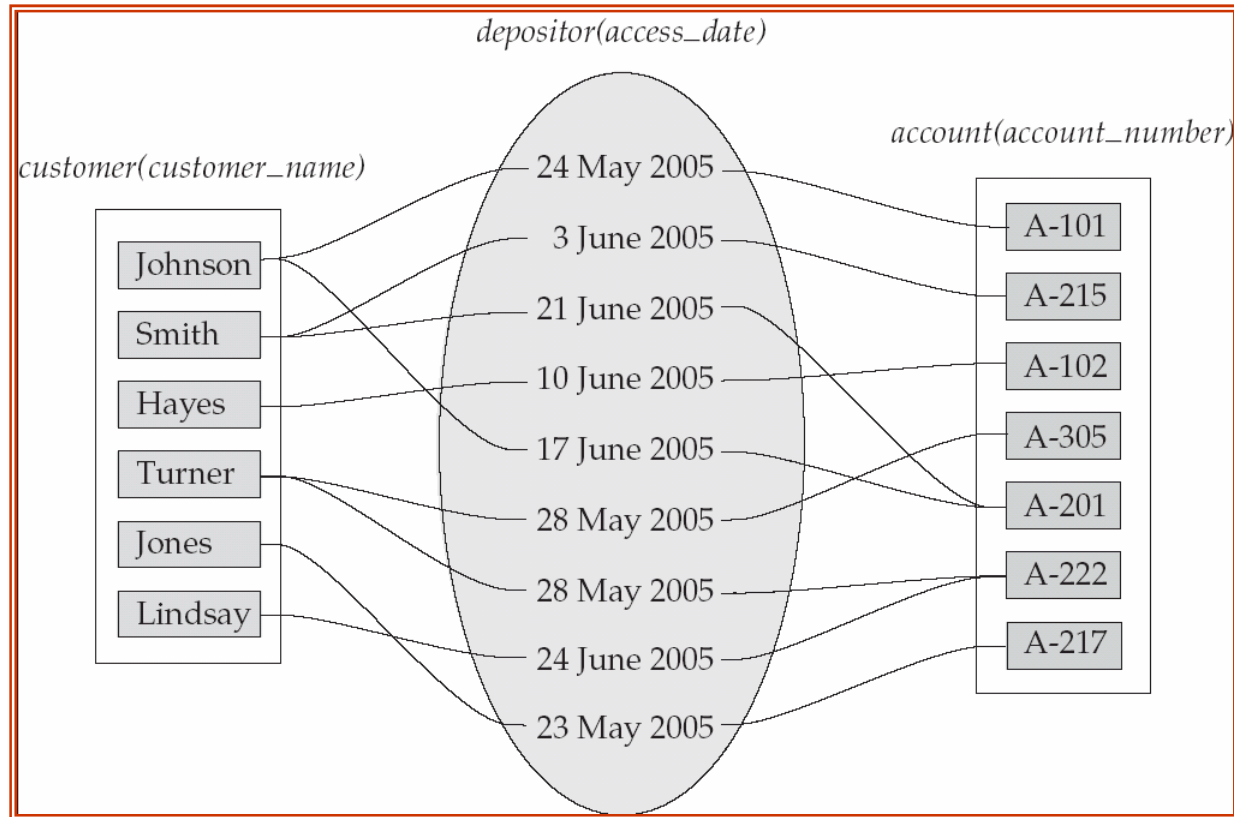 depositor(access_date)
customer(customer_name)
Johnson
Smith
Hayes
Turner
Jones
Lindsay
24 May 2005
3 June 2005
21 June 2005
10 June 2005
17 June 2005
28 May 2005
28 May 2005
24 June 2005
23 May 2005
account(account_number)
A-101
A-215
A-102
A-305
A-201
A-222
A-217